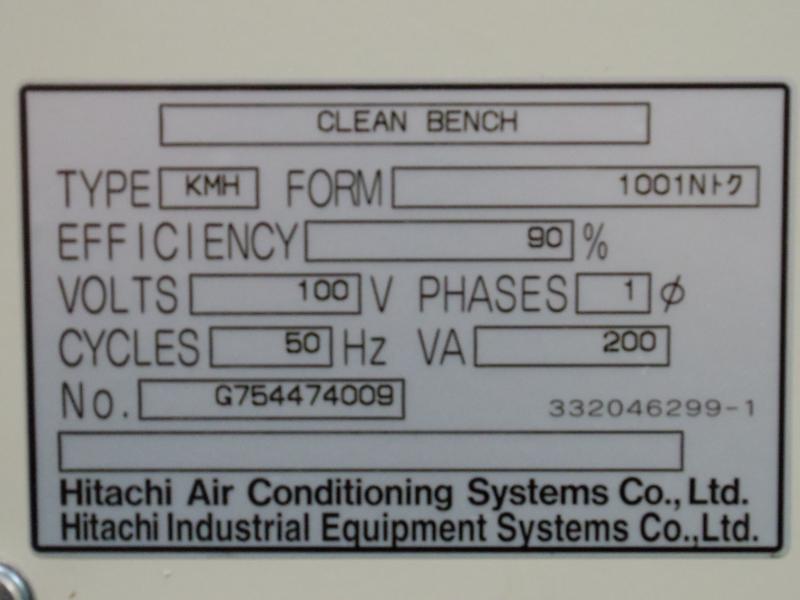 CLEAN BENCH
TYPE KMH FORM 1001Nトク
EFFICIENCY 90 %
VOLTS 100 V PHASES 1 ø
CYCLES 50 Hz VA 200
No. G754474009 332046299-1
Hitachi Air Conditioning Systems Co., Ltd.
Hitachi Industrial Equipment Systems Co.,Ltd.